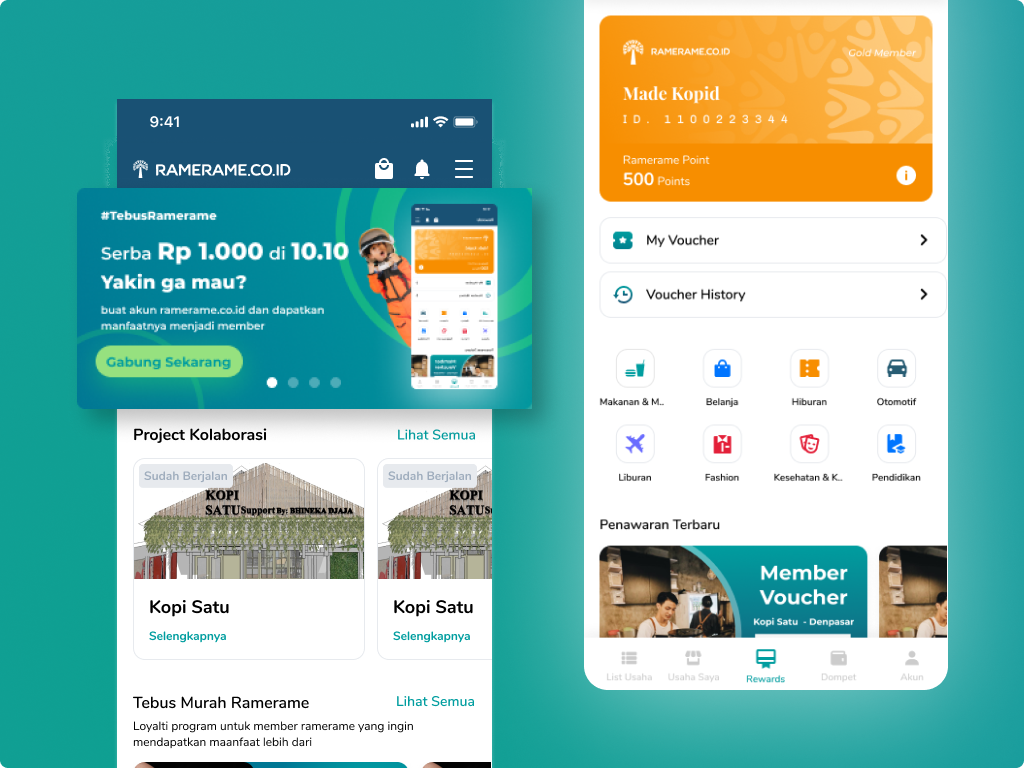 9:41
RAMERAME.CO.ID
#TebusRamerame
Serba Rp 1.000 di 10.10
Yakin ga mau?
buat akun ramerame.co.id dan dapatkan
manfaatnya menjadi member
Gabung Sekarang
Project Kolaborasi
Lihat Semua
Sudah Berjalan
KOPI
SATU Support By: BHINEKA DJAJA
Kopi Satu
Selengkapnya
Sudah Berjalan
KOPI
SATU
Kopi Satu
Selengkapnya
Tebus Murah Ramerame
Lihat Semua
Loyalti program untuk member ramerame yang ingin
mendapatkan maanfaat lebih dari
RAMERAME.CO.ID
Gold Member
Made Kopid
ID. 1100223344
Ramerame Point
500 Points
My Voucher
Voucher History
Makanan & M..
Belanja
Hiburan
Otomotif
Liburan
Fashion
Kesehatan & K..
Pendidikan
Penawaran Terbaru
Member
Voucher
Kopi Satu - Denpasar
List Usaha
Usaha Saya
Rewards
Dompet
Akun